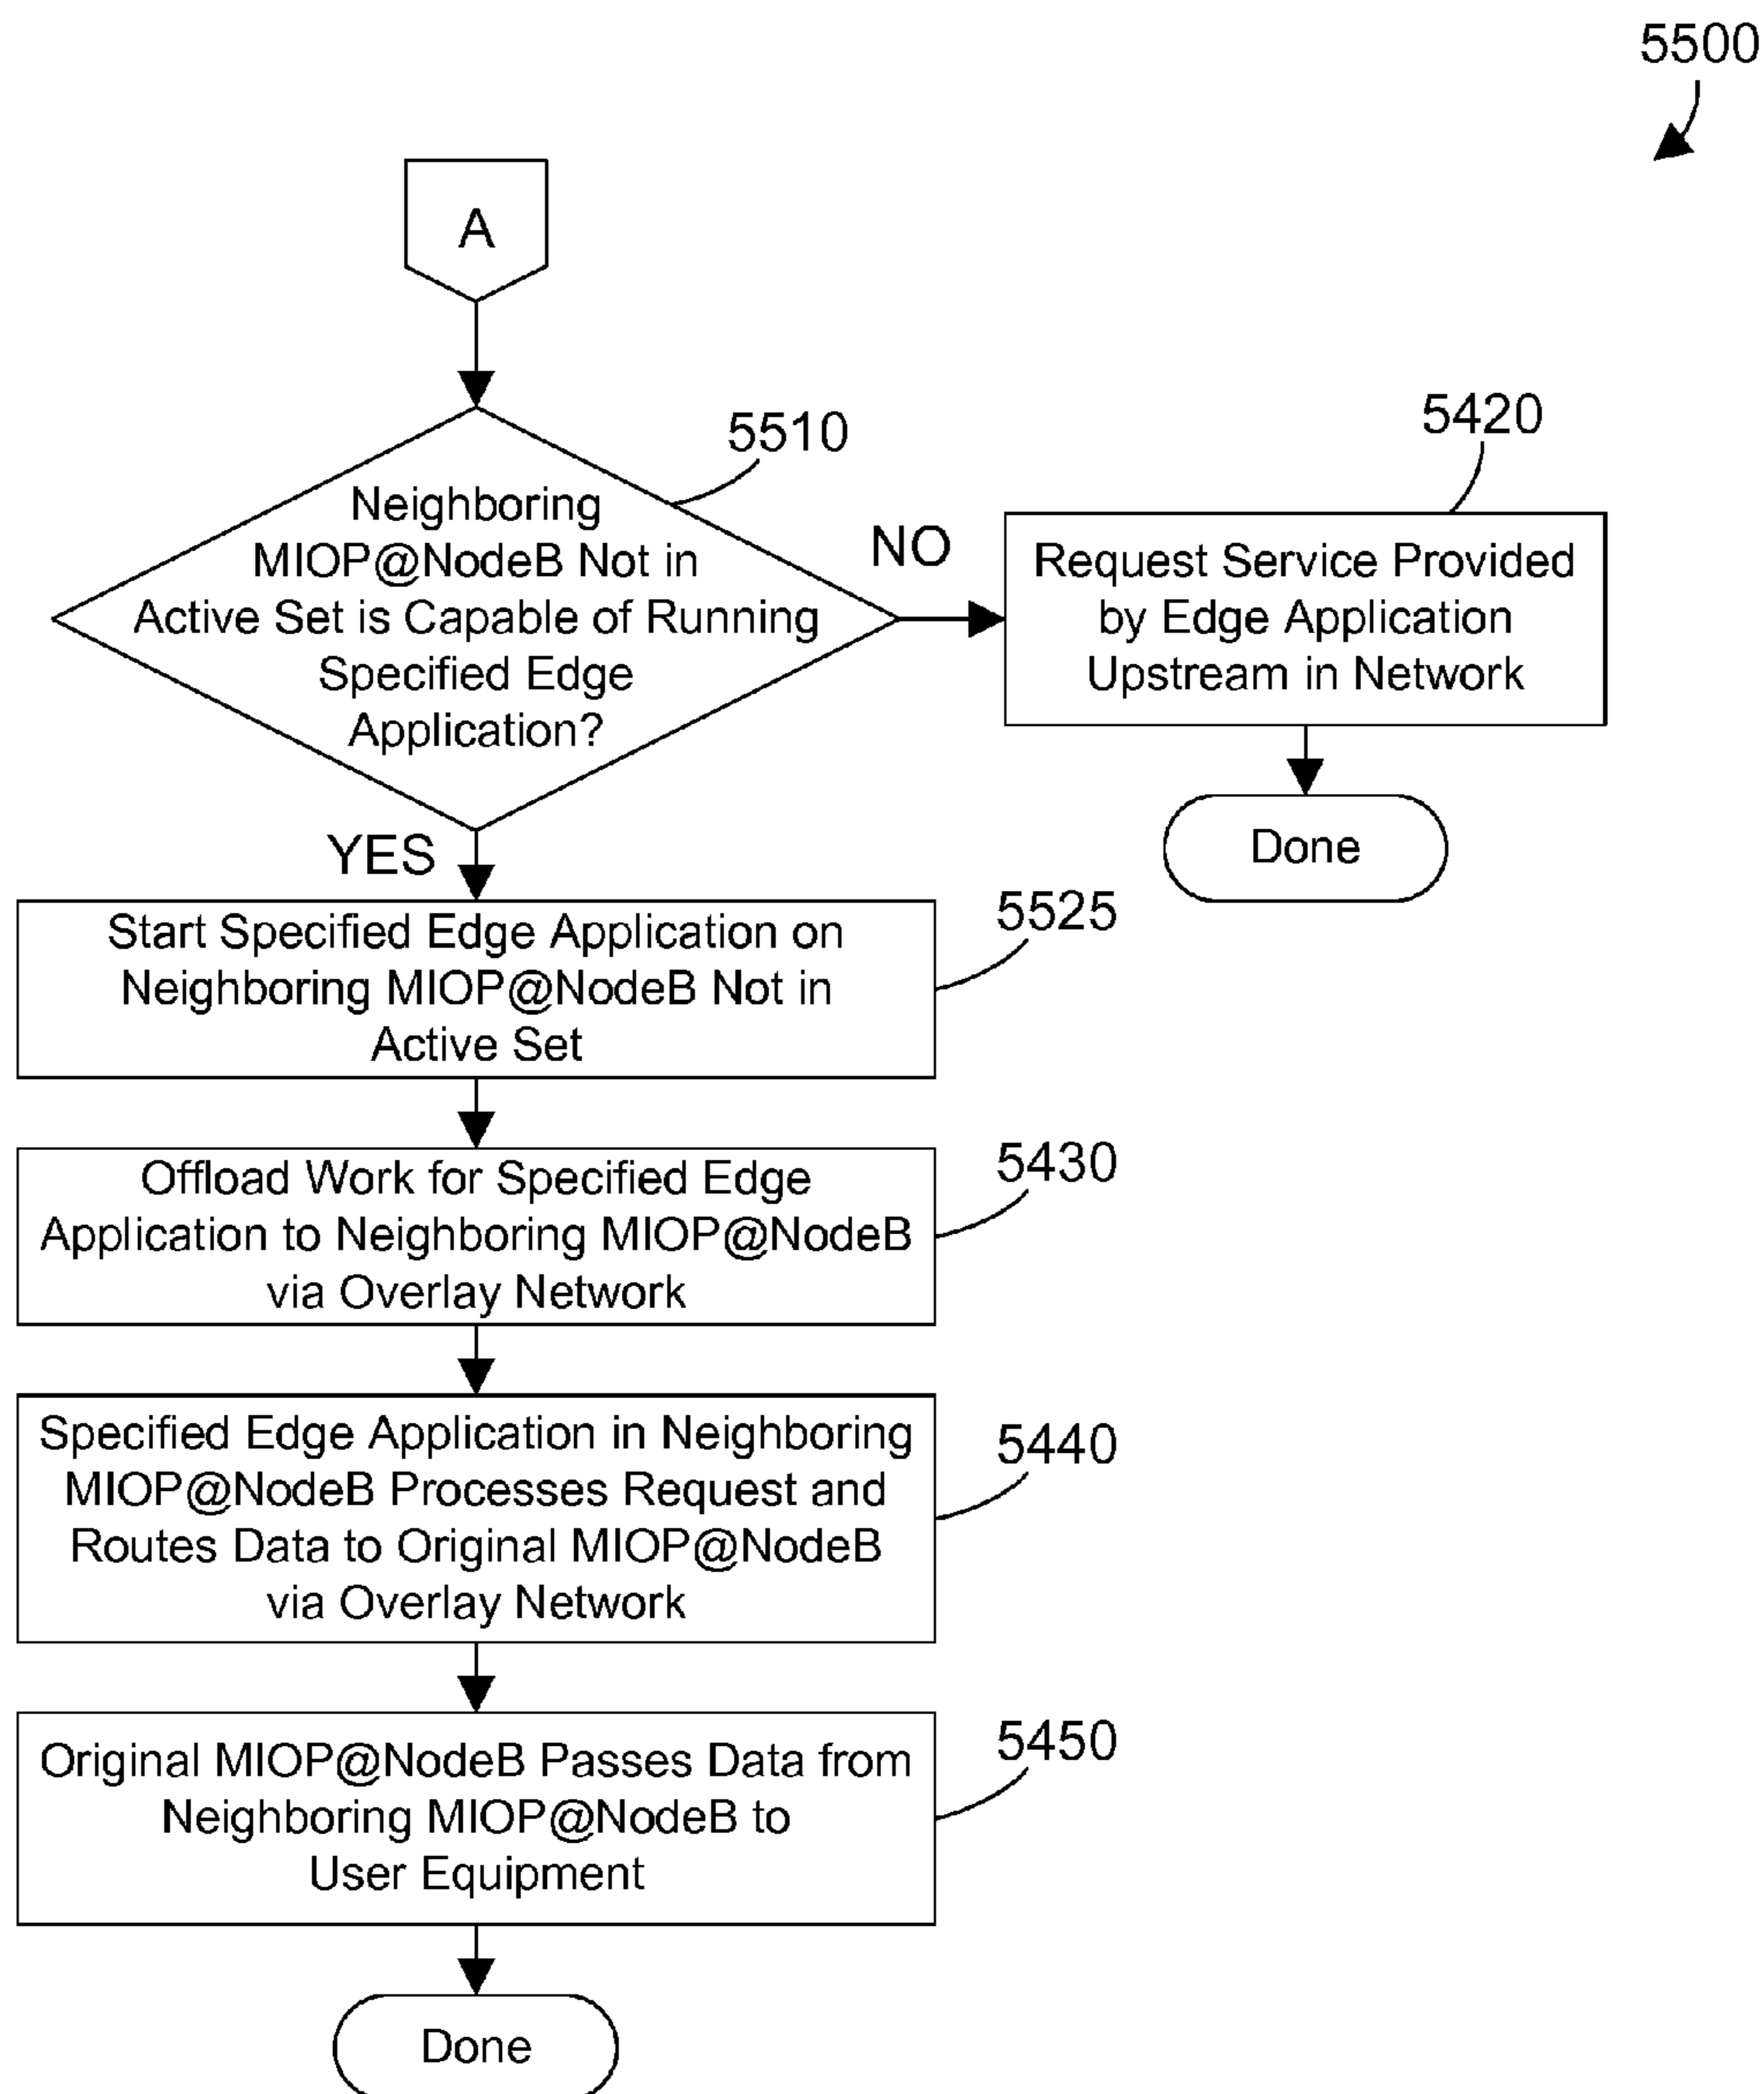 5500
A
5510
Neighboring
MIOP@NodeB Not in
Active Set is Capable of Running
Specified Edge
Application?
NO
5420
Request Service Provided
by Edge Application
Upstream in Network
Done
YES
5525
Start Specified Edge Application on
Neighboring MIOP@NodeB Not in
Active Set
5430
Offload Work for Specified Edge
Application to Neighboring MIOP@NodeB
via Overlay Network
5440
Specified Edge Application in Neighboring
MIOP@NodeB Processes Request and
Routes Data to Original MIOP@NodeB
via Overlay Network
5450
Original MIOP@NodeB Passes Data from
Neighboring MIOP@NodeB to
User Equipment
Done